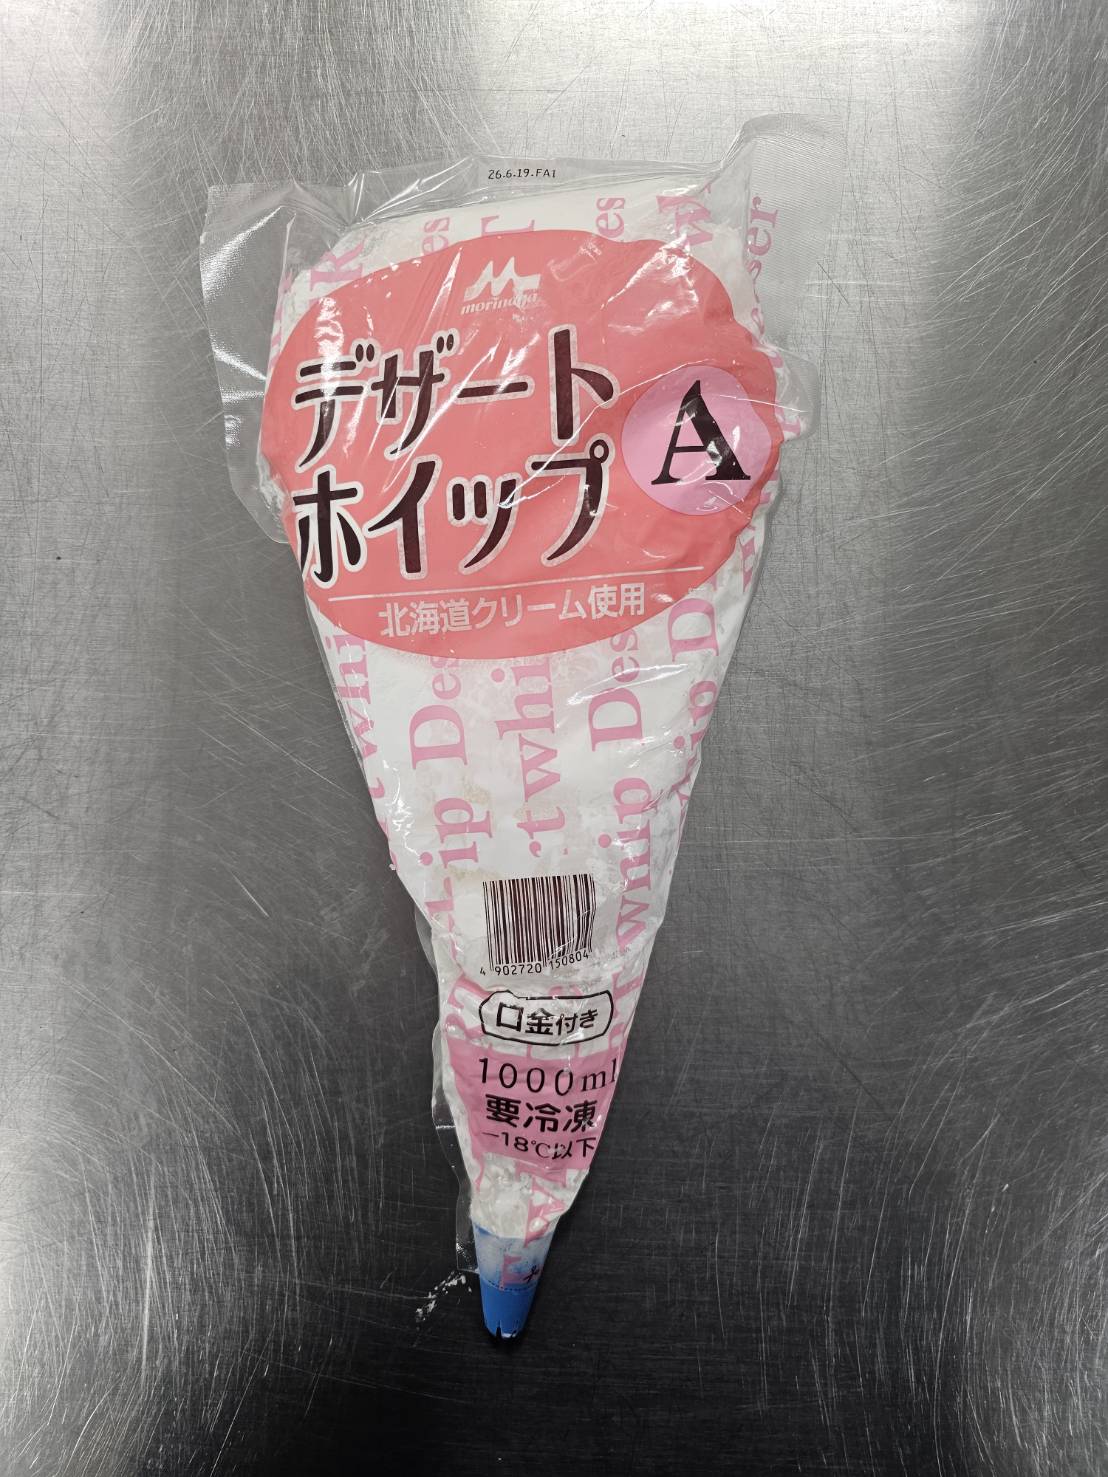 26.6.19.FA1
morinaga
デザート
ホイップ
A
北海道クリーム使用
4 902720 150804
口金付き
1000ml
要冷凍
−18℃以下